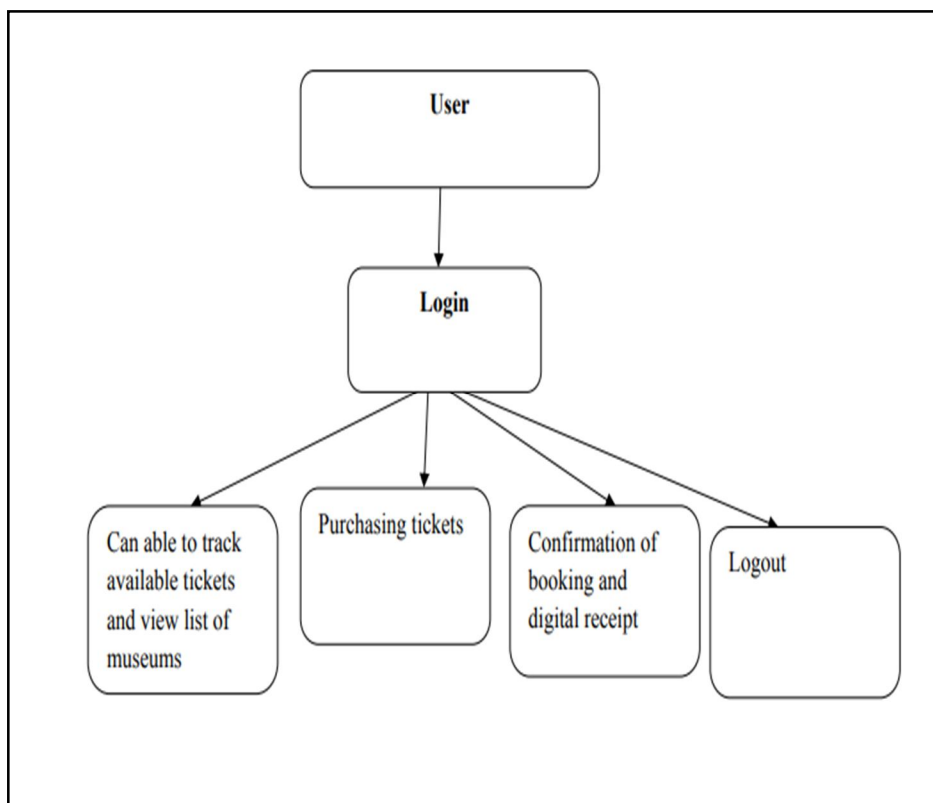 User
Login
Can able to track
available tickets
and view list of
museums
Purchasing tickets
Confirmation of
booking and
digital receipt
Logout